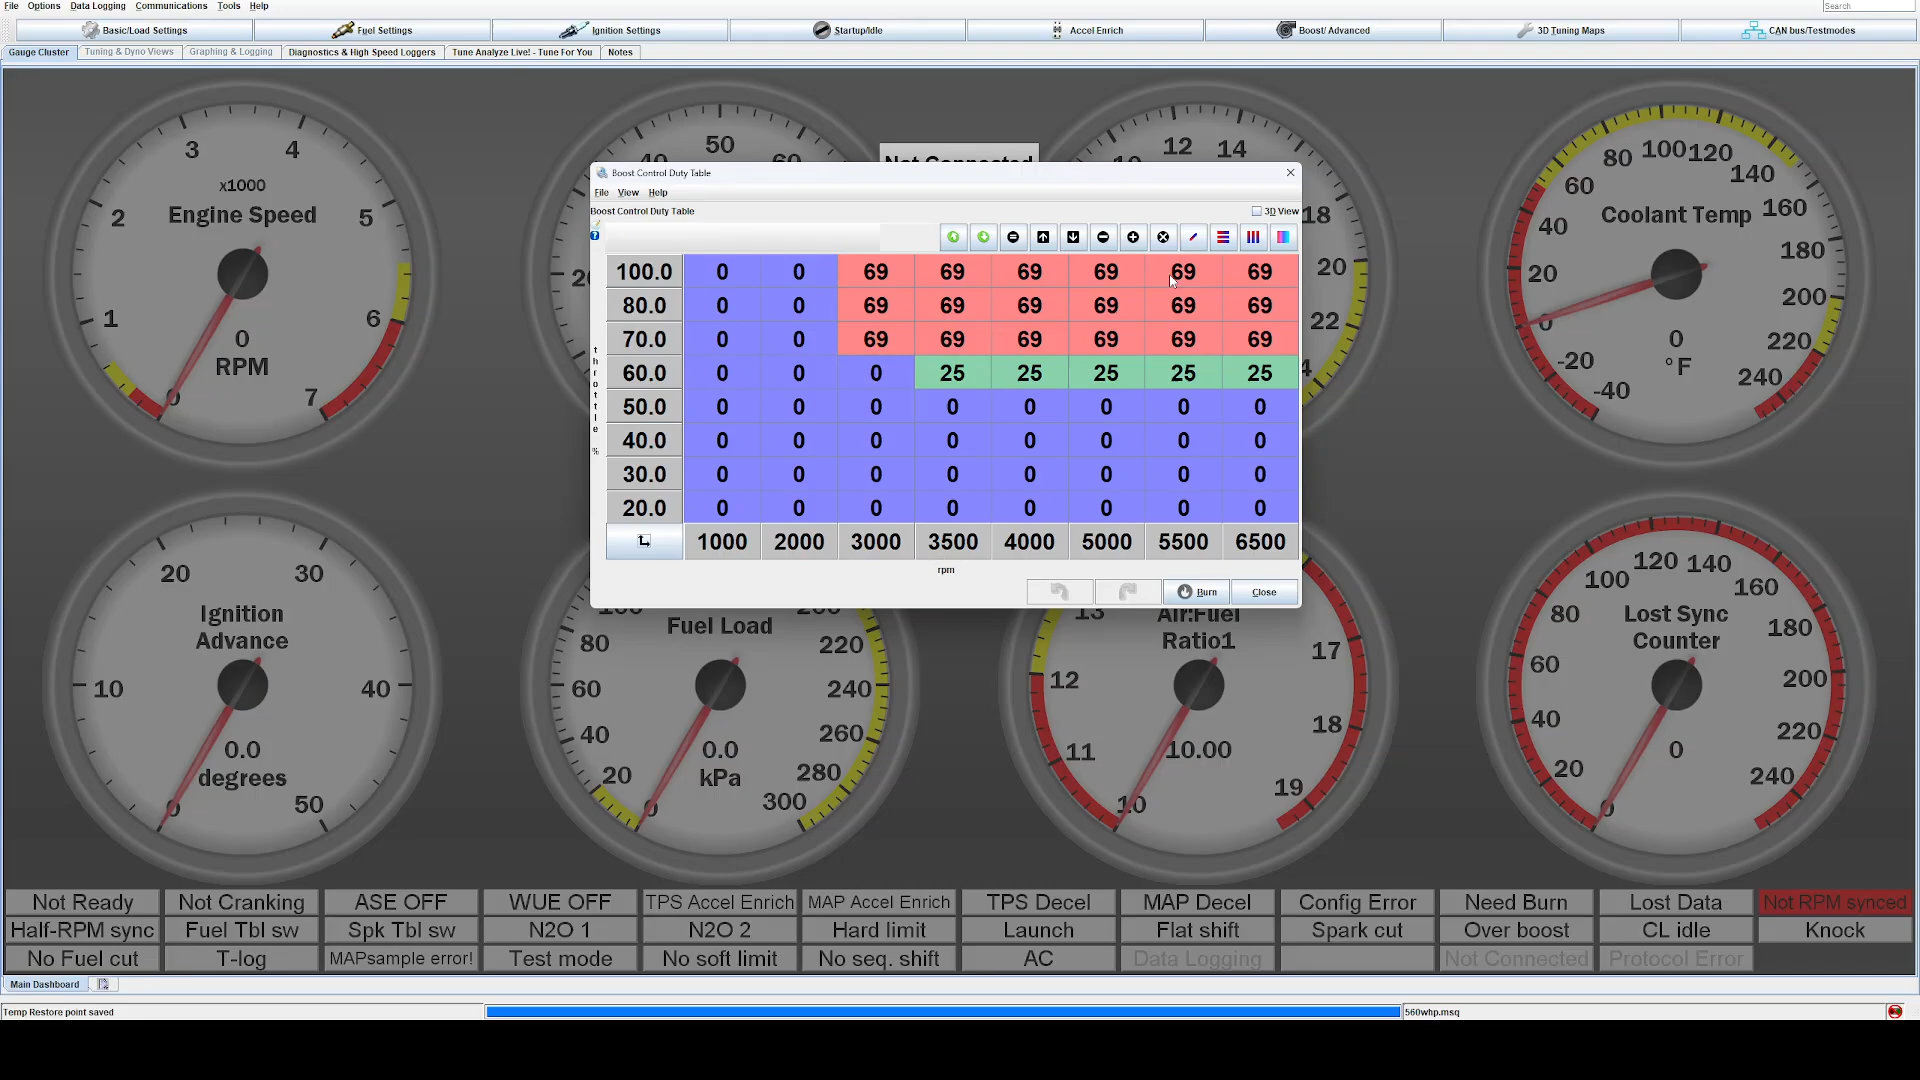 File Options Data Logging Communications Tools Help
Search
Basic/Load Settings Fuel Settings Ignition Settings Startup/Idle Accel Enrich Boost/ Advanced 3D Tuning Maps CAN bus/Testmodes
Gauge Cluster Tuning & Dyno Views Graphing & Logging Diagnostics & High Speed Loggers Tune Analyze Live! - Tune For You Notes
1 2 3 4 5 6 7
x1000
Engine Speed
0
RPM
50
12 14
18
20
22
Not Connected
-40 -20 0 20 40 60 80 100 120 140 160 180 200 220 240
Coolant Temp
0
°F
Boost Control Duty Table
File View Help
Boost Control Duty Table
3D View
throttle %
100.0 0 0 69 69 69 69 69 69
80.0 0 0 69 69 69 69 69 69
70.0 0 0 69 69 69 69 69 69
60.0 0 0 0 25 25 25 25 25
50.0 0 0 0 0 0 0 0 0
40.0 0 0 0 0 0 0 0 0
30.0 0 0 0 0 0 0 0 0
20.0 0 0 0 0 0 0 0 0
1000 2000 3000 3500 4000 5000 5500 6500
rpm
Burn Close
0 10 20 30 40 50
Ignition
Advance
0.0
degrees
0 20 40 60 80 100 200 220 240 260 280 300
Fuel Load
0.0
kPa
10 11 12 13 17 18 19
Air:Fuel
Ratio1
10.00
0 20 40 60 80 100 120 140 160 180 200 220 240
Lost Sync
Counter
0
Not Ready Not Cranking ASE OFF WUE OFF TPS Accel Enrich MAP Accel Enrich TPS Decel MAP Decel Config Error Need Burn Lost Data Not RPM synced
Half-RPM sync Fuel Tbl sw Spk Tbl sw N2O 1 N2O 2 Hard limit Launch Flat shift Spark cut Over boost CL idle Knock
No Fuel cut T-log MAPsample error! Test mode No soft limit No seq. shift AC Data Logging Not Connected Protocol Error
Main Dashboard
Temp Restore point saved
560whp.msq